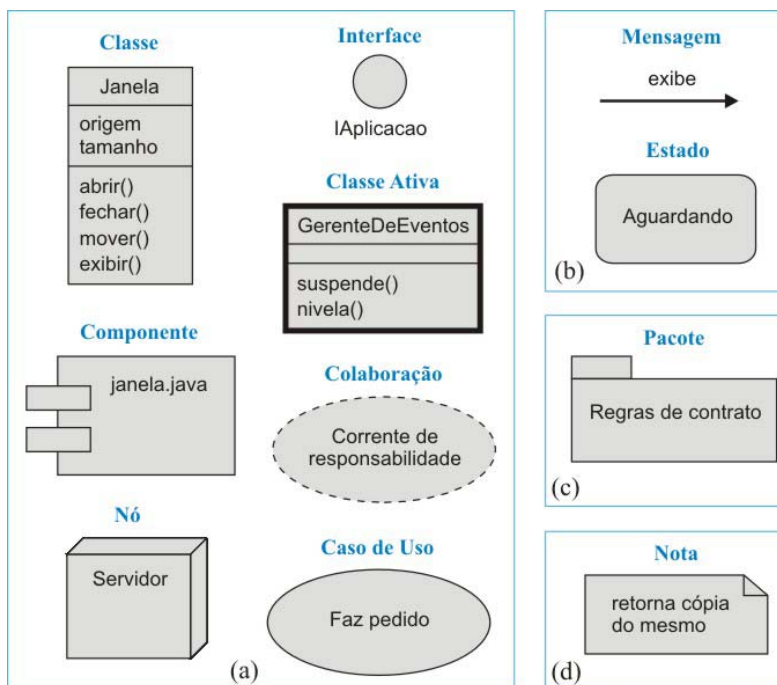 Classe
Janela
origem
tamanho
abrir()
fechar()
mover()
exibir()
Interface
IAplicacao
Classe Ativa
GerenteDeEventos
suspende()
nivela()
Componente
janela.java
Colaboração
Corrente de
responsabilidade
Nó
Servidor
Caso de Uso
Faz pedido
(a)
Mensagem
exibe
Estado
Aguardando
(b)
Pacote
Regras de contrato
(c)
Nota
retorna cópia
do mesmo
(d)